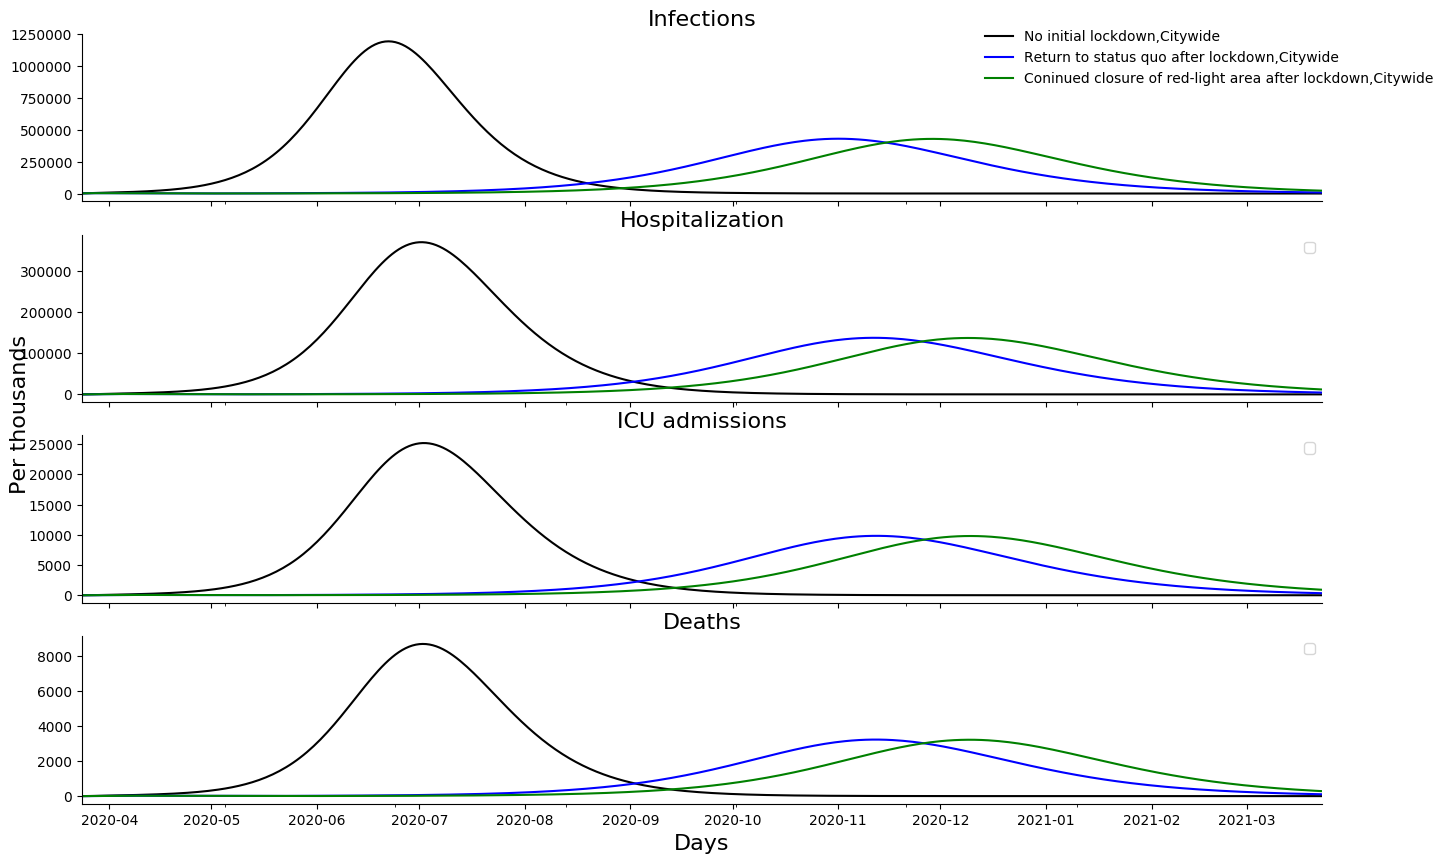 Infections
No initial lockdown,Citywide
Return to status quo after lockdown,Citywide
Coninued closure of red-light area after lockdown,Citywide
1250000
1000000
750000
500000
250000
0
Hospitalization
300000
200000
100000
0
Per thousands
ICU admissions
25000
20000
15000
10000
5000
0
Deaths
8000
6000
4000
2000
0
2020-04 2020-05 2020-06 2020-07 2020-08 2020-09 2020-10 2020-11 2020-12 2021-01 2021-02 2021-03
Days